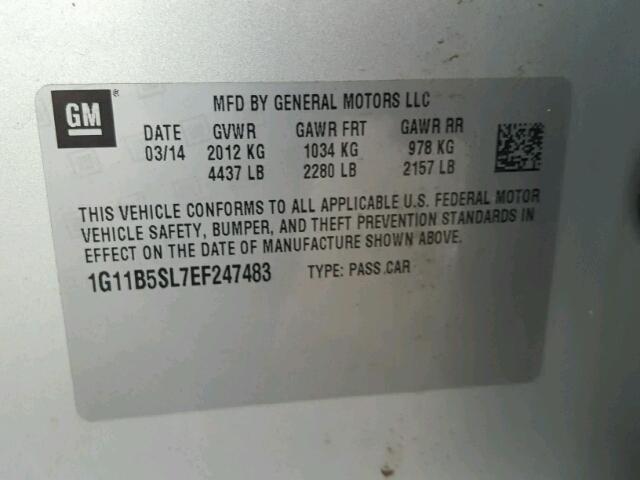 GM® MFD BY GENERAL MOTORS LLC
DATE GVWR GAWR FRT GAWR RR
03/14 2012 KG 1034 KG 978 KG
4437 LB 2280 LB 2157 LB
THIS VEHICLE CONFORMS TO ALL APPLICABLE U.S. FEDERAL MOTOR
VEHICLE SAFETY, BUMPER, AND THEFT PREVENTION STANDARDS IN
EFFECT ON THE DATE OF MANUFACTURE SHOWN ABOVE.
1G11B5SL7EF247483 TYPE: PASS.CAR